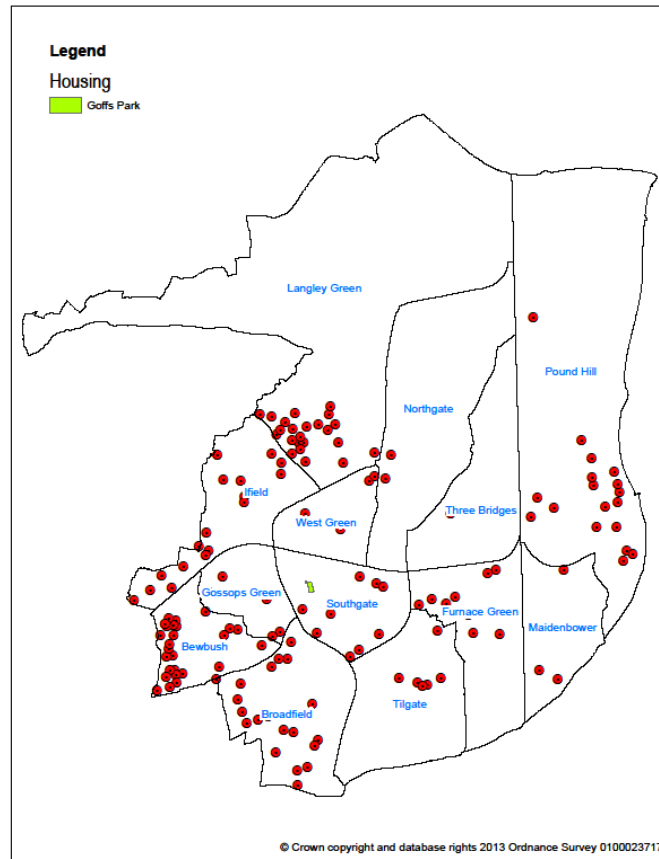 Legend
Housing
Goffs Park
Langley Green
Pound Hill
Northgate
Ifield
Three Bridges
West Green
Gossops Green
Southgate
Furnace Green
Maidenbower
Bewbush
Tilgate
Broadfield
© Crown copyright and database rights 2013 Ordnance Survey 0100023717